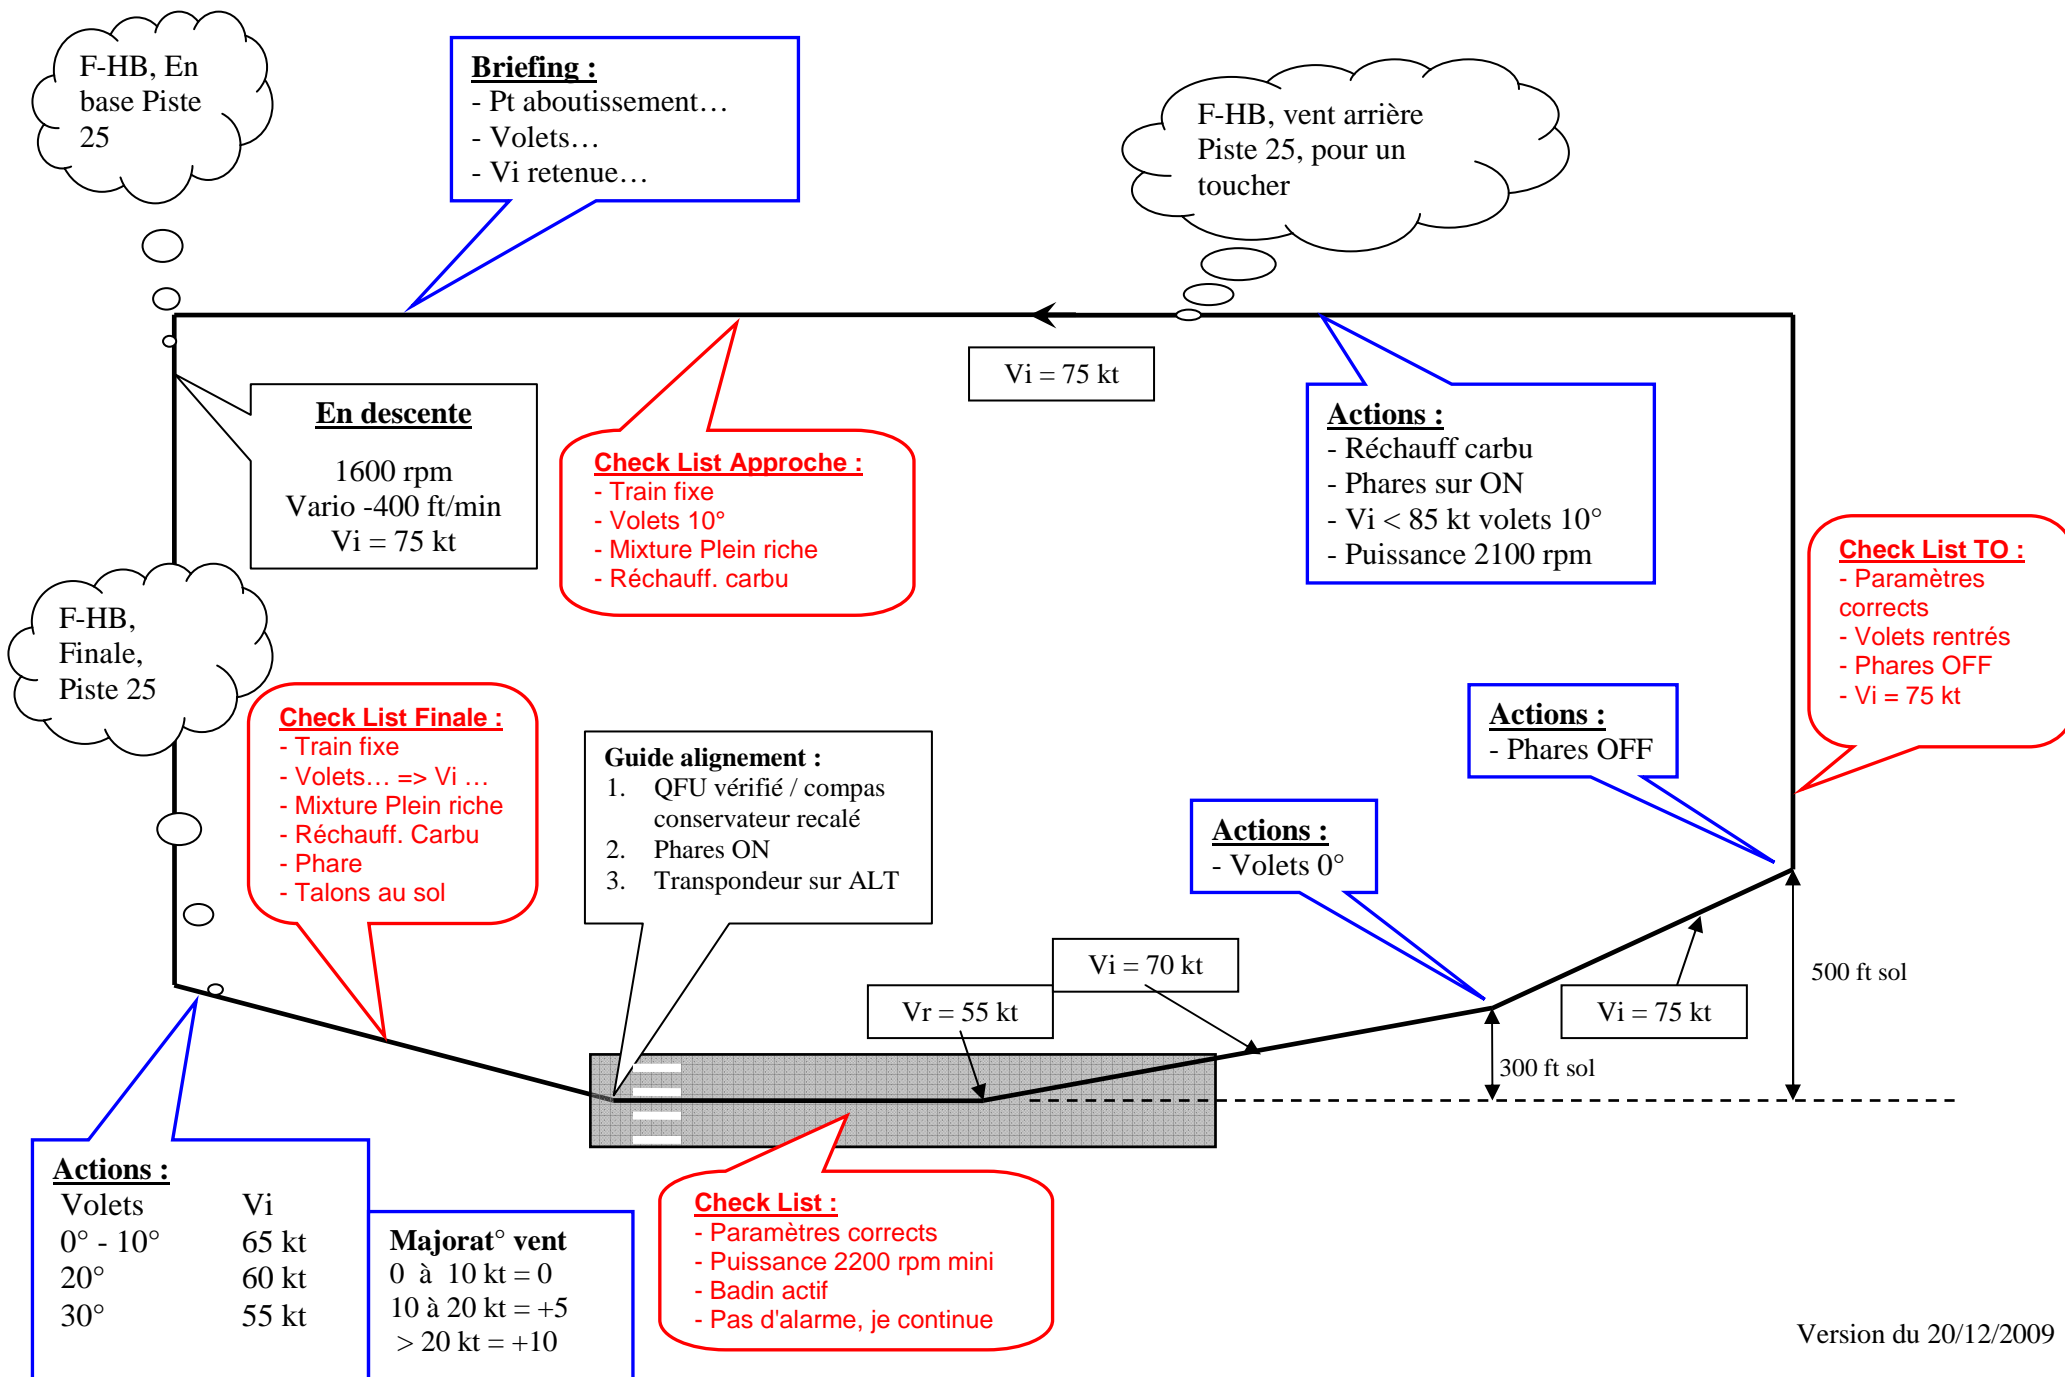 F-HB, En
base Piste
25
Briefing :
- Pt aboutissement…
- Volets…
- Vi retenue…
F-HB, vent arrière
Piste 25, pour un
toucher
Vi = 75 kt
En descente
1600 rpm
Vario -400 ft/min
Vi = 75 kt
Check List Approche :
- Train fixe
- Volets 10°
- Mixture Plein riche
- Réchauff. carbu
Actions :
- Réchauff carbu
- Phares sur ON
- Vi < 85 kt volets 10°
- Puissance 2100 rpm
Check List TO :
- Paramètres
corrects
- Volets rentrés
- Phares OFF
- Vi = 75 kt
F-HB,
Finale,
Piste 25
Check List Finale :
- Train fixe
- Volets… => Vi …
- Mixture Plein riche
- Réchauff. Carbu
- Phare
- Talons au sol
Guide alignement :
1. QFU vérifié / compas
conservateur recalé
2. Phares ON
3. Transpondeur sur ALT
Actions :
- Phares OFF
Actions :
- Volets 0°
Vi = 70 kt
Vr = 55 kt
Vi = 75 kt
500 ft sol
300 ft sol
Actions :
Volets Vi
0° - 10° 65 kt
20° 60 kt
30° 55 kt
Majorat° vent
0 à 10 kt = 0
10 à 20 kt = +5
> 20 kt = +10
Check List :
- Paramètres corrects
- Puissance 2200 rpm mini
- Badin actif
- Pas d'alarme, je continue
Version du 20/12/2009